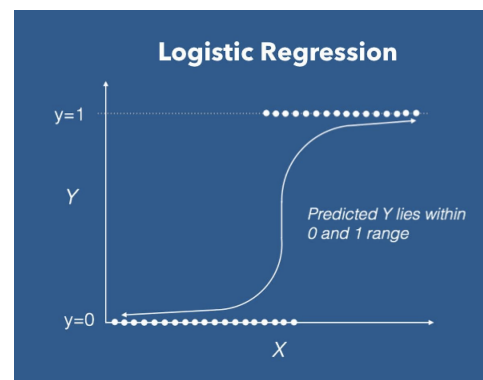 Logistic Regression
y=1
Y
Predicted Y lies within
0 and 1 range
y=0
X